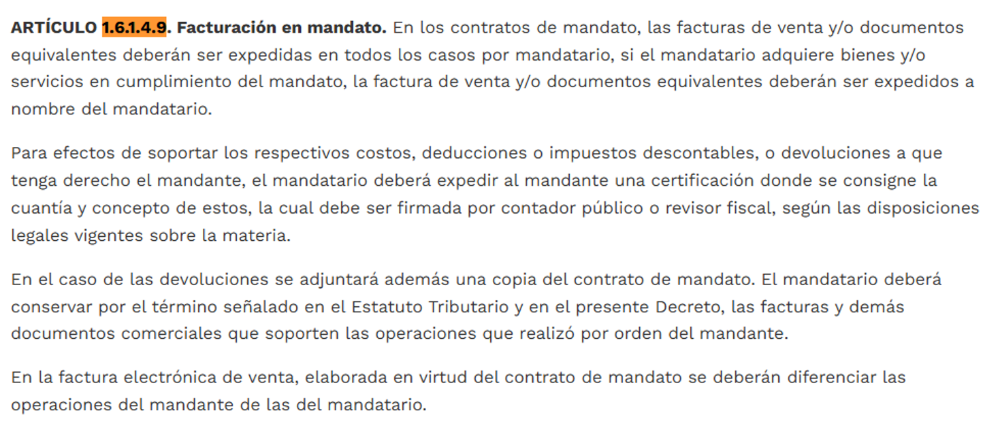 ARTÍCULO 1.6.1.4.9. Facturación en mandato. En los contratos de mandato, las facturas de venta y/o documentos
equivalentes deberán ser expedidas en todos los casos por mandatario, si el mandatario adquiere bienes y/o
servicios en cumplimiento del mandato, la factura de venta y/o documentos equivalentes deberán ser expedidos a
nombre del mandatario.
Para efectos de soportar los respectivos costos, deducciones o impuestos descontables, o devoluciones a que
tenga derecho el mandante, el mandatario deberá expedir al mandante una certificación donde se consigne la
cuantía y concepto de estos, la cual debe ser firmada por contador público o revisor fiscal, según las disposiciones
legales vigentes sobre la materia.
En el caso de las devoluciones se adjuntará además una copia del contrato de mandato. El mandatario deberá
conservar por el término señalado en el Estatuto Tributario y en el presente Decreto, las facturas y demás
documentos comerciales que soporten las operaciones que realizó por orden del mandante.
En la factura electrónica de venta, elaborada en virtud del contrato de mandato se deberán diferenciar las
operaciones del mandante de las del mandatario.